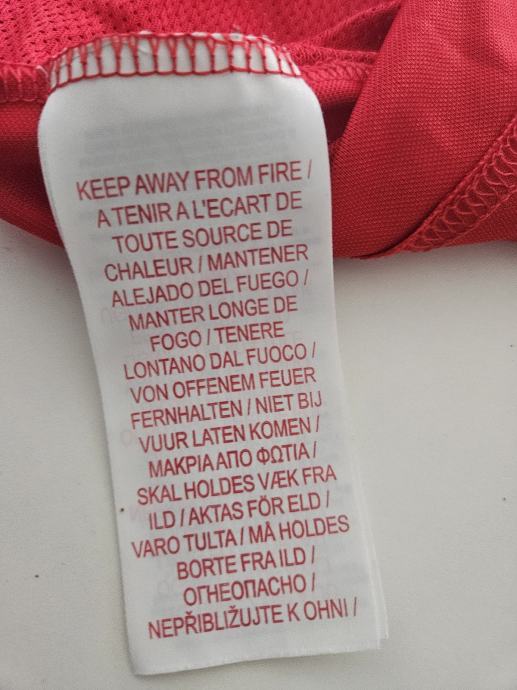 KEEP AWAY FROM FIRE /
A TENIR A L'ECART DE
TOUTE SOURCE DE
CHALEUR / MANTENER
ALEJADO DEL FUEGO /
MANTER LONGE DE
FOGO / TENERE
LONTANO DAL FUOCO /
VON OFFENEM FEUER
FERNHALTEN / NIET BIJ
VUUR LATEN KOMEN /
ΜΑΚΡΙΑ ΑΠΟ ΦΩΤΙΑ /
SKAL HOLDES VÆK FRA
ILD / AKTAS FÖR ELD /
VARO TULTA / MÅ HOLDES
BORTE FRA ILD /
ОГНЕОПАСНО /
NEPŘIBLIŽUJTE K OHNI /